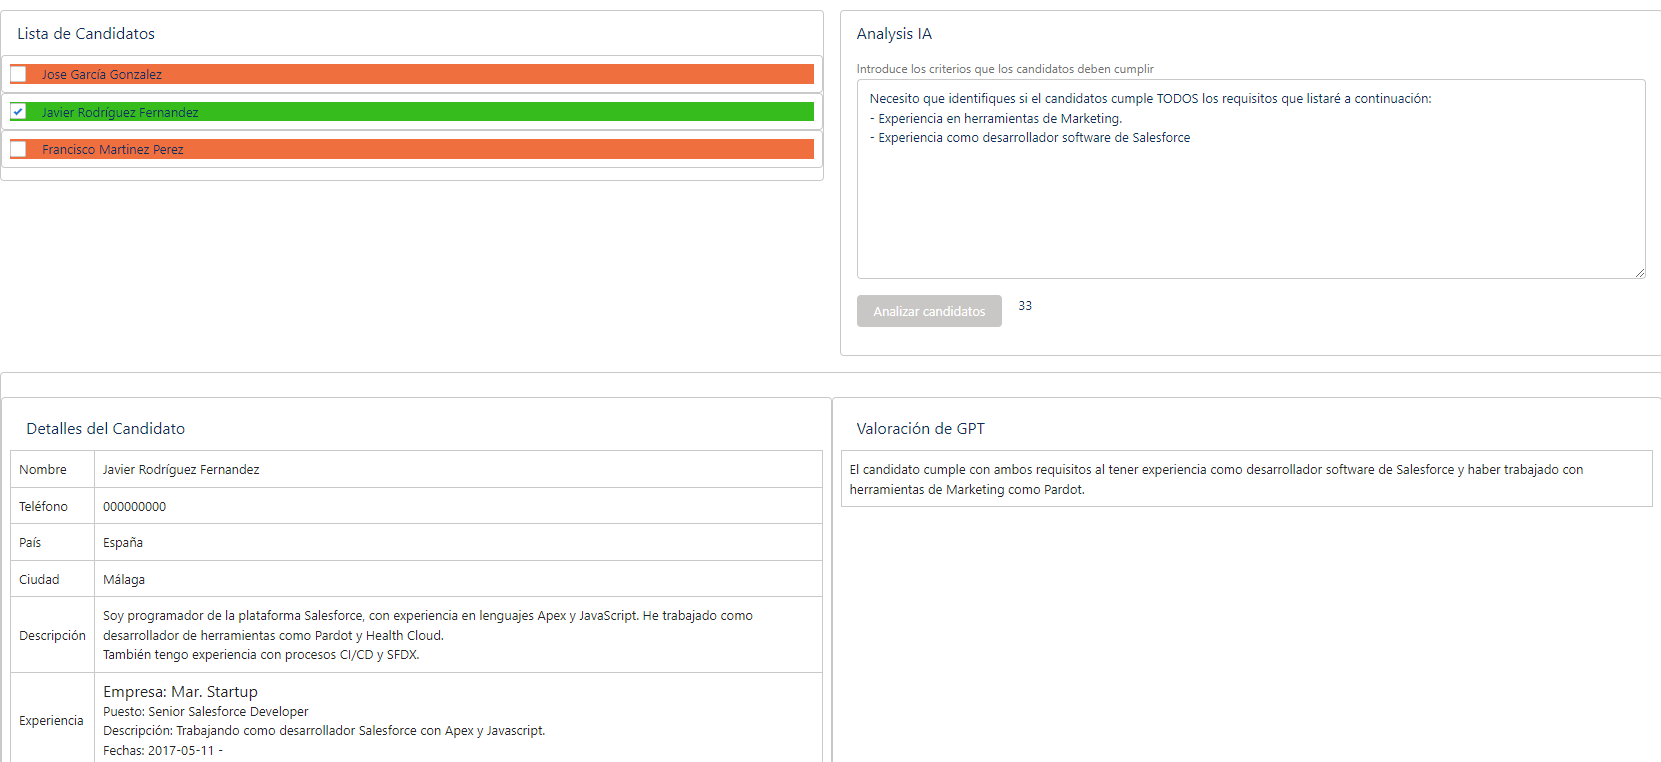 Lista de Candidatos
Jose García Gonzalez
Javier Rodríguez Fernandez
Francisco Martinez Perez
Analysis IA
Introduce los criterios que los candidatos deben cumplir
Necesito que identifiques si el candidatos cumple TODOS los requisitos que listaré a continuación:
- Experiencia en herramientas de Marketing.
- Experiencia como desarrollador software de Salesforce
Analizar candidatos
33
Detalles del Candidato
Nombre
Javier Rodríguez Fernandez
Teléfono
000000000
País
España
Ciudad
Málaga
Descripción
Soy programador de la plataforma Salesforce, con experiencia en lenguajes Apex y JavaScript. He trabajado como
desarrollador de herramientas como Pardot y Health Cloud.
También tengo experiencia con procesos CI/CD y SFDX.
Experiencia
Empresa: Mar. Startup
Puesto: Senior Salesforce Developer
Descripción: Trabajando como desarrollador Salesforce con Apex y Javascript.
Fechas: 2017-05-11 -
Valoración de GPT
El candidato cumple con ambos requisitos al tener experiencia como desarrollador software de Salesforce y haber trabajado con
herramientas de Marketing como Pardot.